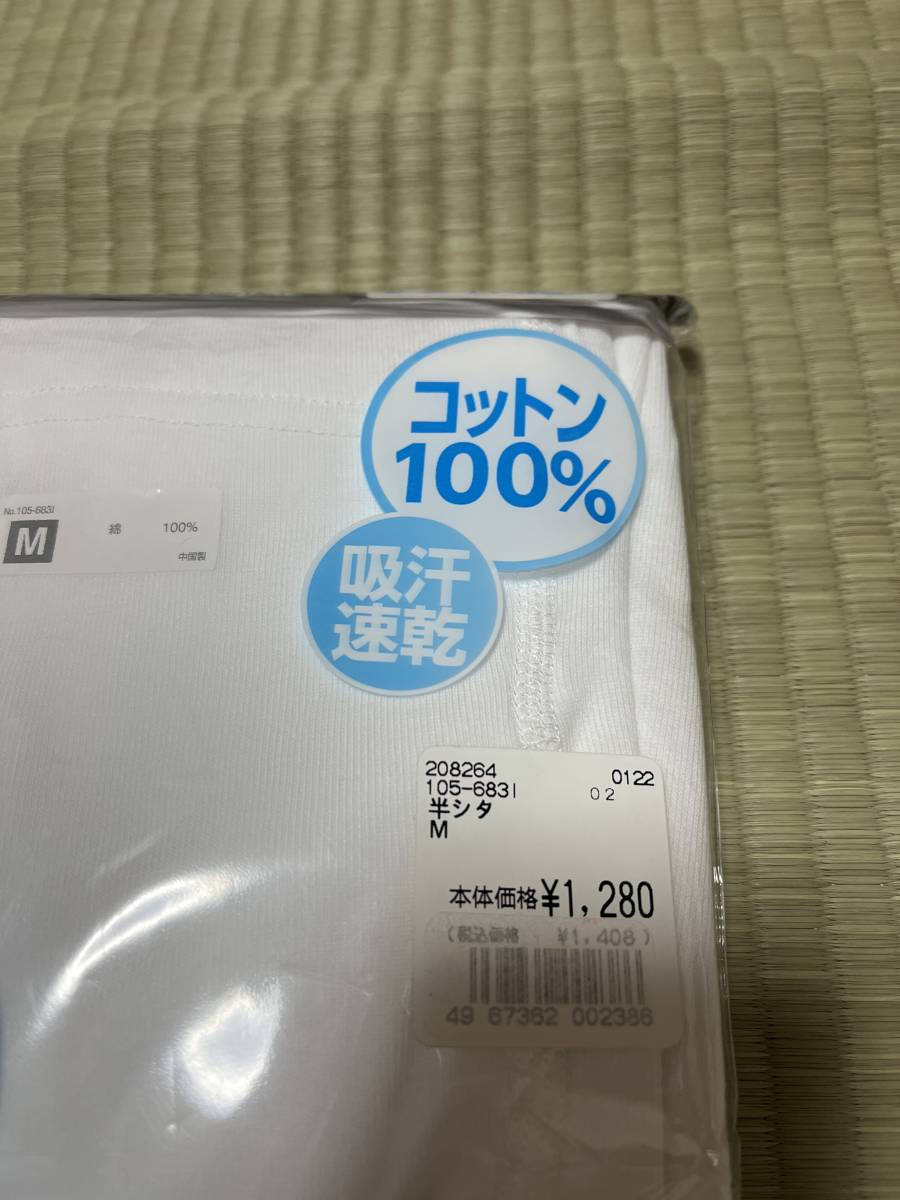 コットン
100%
吸汗
速乾
No.105-683I
M 綿 100%
中国製
208264 0122
105-683I 02
半シタ
M
本体価格¥1,280
(税込価格 ¥1,408)
49 67362 002386